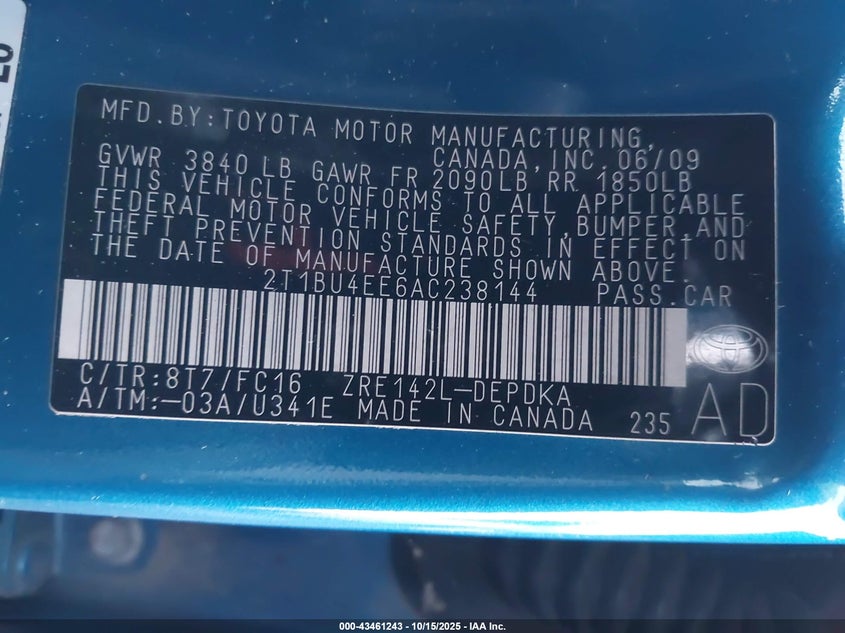 MFD.BY:TOYOTA MOTOR MANUFACTURING,
CANADA,INC.06/09
GVWR 3840 LB GAWR FR 2090LB RR 1850LB
THIS VEHICLE CONFORMS TO ALL APPLICABLE
FEDERAL MOTOR VEHICLE SAFETY,BUMPER,AND
THEFT PREVENTION STANDARDS IN EFFECT ON
THE DATE OF MANUFACTURE SHOWN ABOVE.
2T1BU4EE6AC238144 PASS.CAR
C/TR:8T7/FC16 ZRE142L-DEPDKA
A/TM:-03A/U341E MADE IN CANADA 235 AD
000-43461243 - 10/15/2025 - IAA Inc.